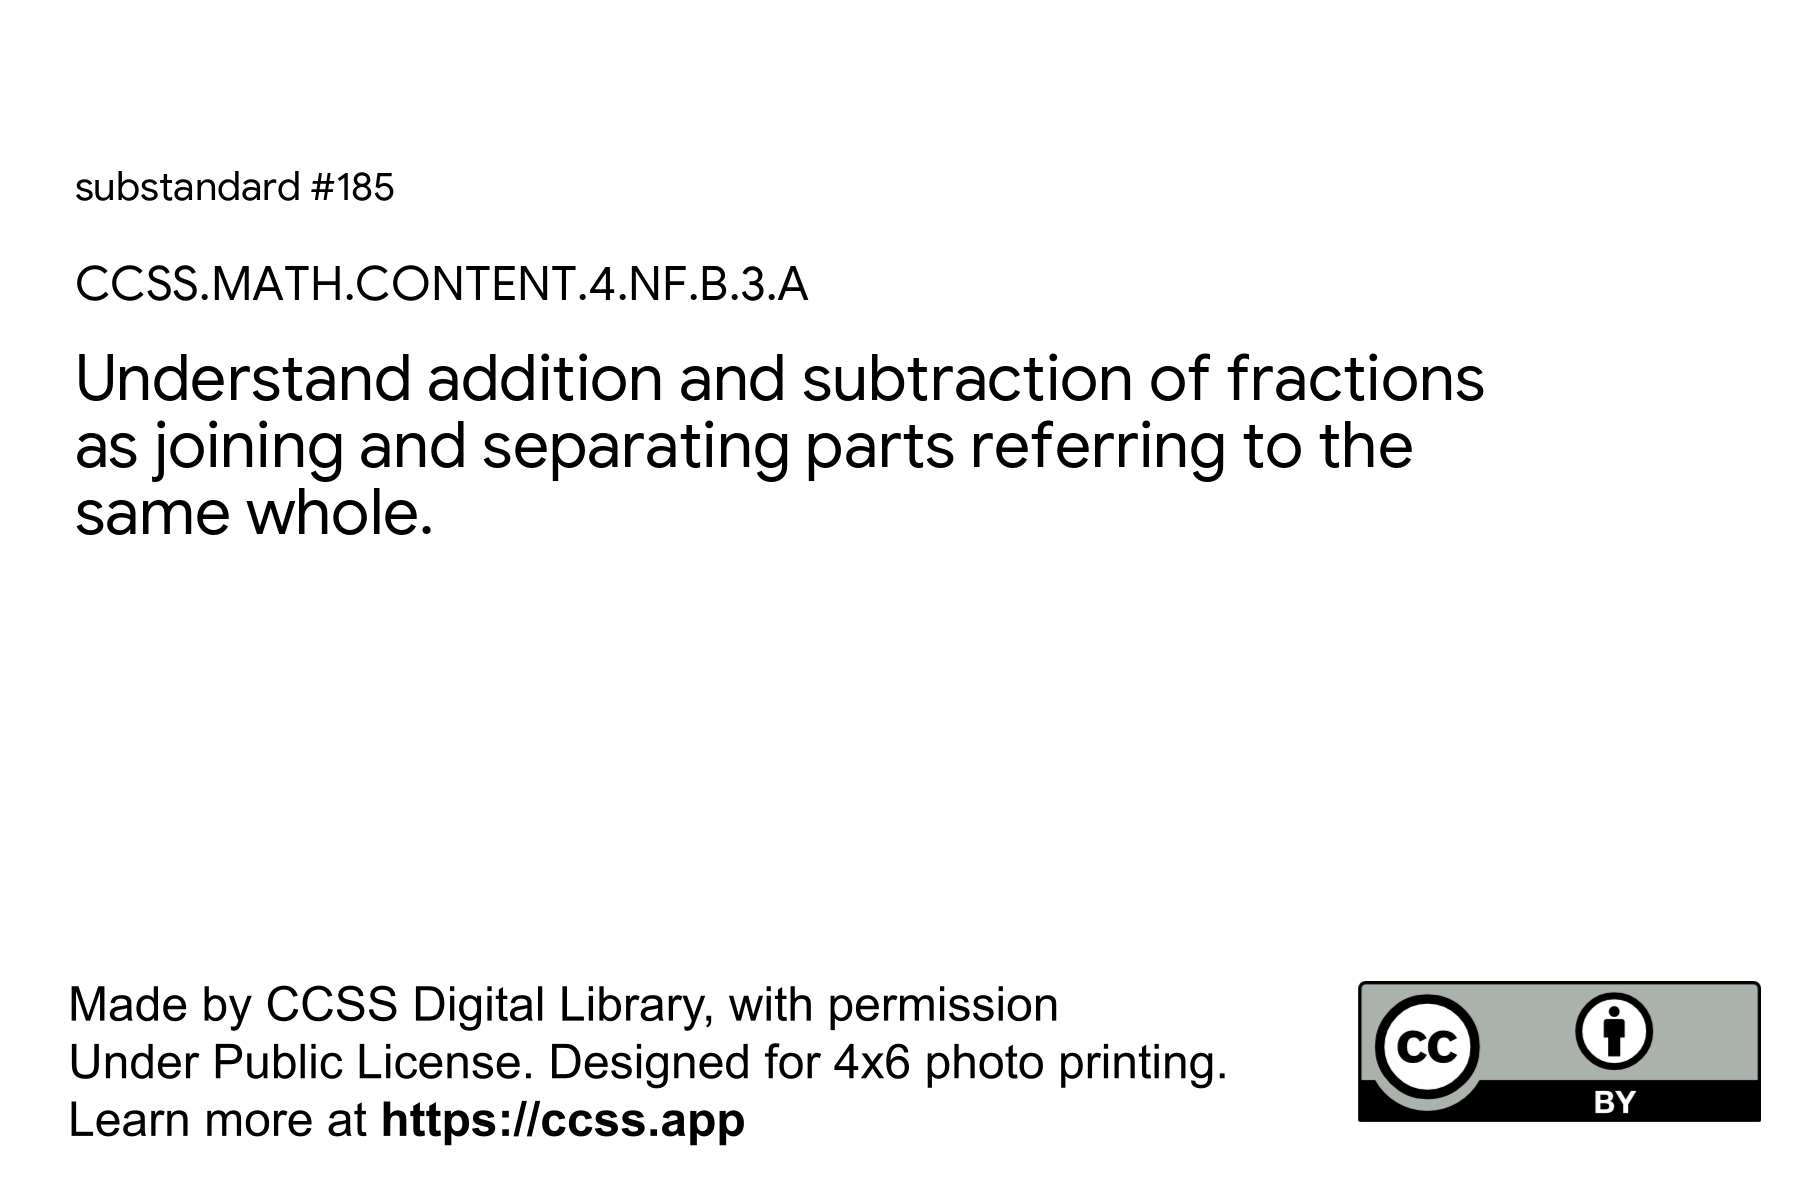 substandard #185
CCSS.MATH.CONTENT.4.NF.B.3.A
Understand addition and subtraction of fractions
as joining and separating parts referring to the
same whole.
Made by CCSS Digital Library, with permission
Under Public License. Designed for 4x6 photo printing.
Learn more at https://ccss.app
CC
BY